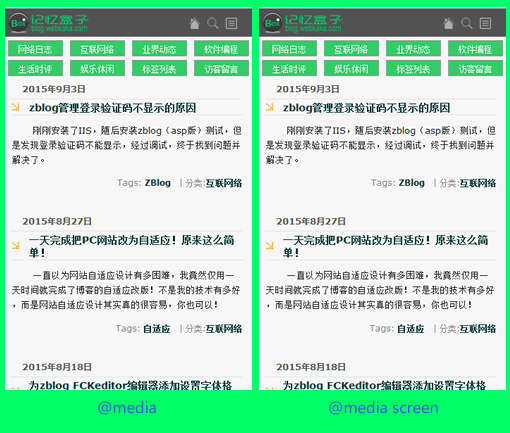 Box 记忆盒子
blog.webkaka.com
网络日志 互联网络 业界动态 软件编程
生活时评 娱乐休闲 标签列表 访客留言
2015年9月3日
zblog管理登录验证码不显示的原因
刚刚安装了IIS，随后安装zblog（asp版）测试，但
是发现登录验证码不能显示，经过调试，终于找到问题并
解决了。
Tags: ZBlog | 分类:互联网络
2015年8月27日
一天完成把PC网站改为自适应！原来这么简
单！
一直以为网站自适应设计有多困难，我竟然仅用一
天时间就完成了博客的自适应改版！不是我的技术有多好
，而是网站自适应设计其实真的很容易，你也可以！
Tags: 自适应 | 分类:互联网络
2015年8月18日
为zblog FCKeditor编辑器添加设置字体格
@media
Box 记忆盒子
blog.webkaka.com
网络日志 互联网络 业界动态 软件编程
生活时评 娱乐休闲 标签列表 访客留言
2015年9月3日
zblog管理登录验证码不显示的原因
刚刚安装了IIS，随后安装zblog（asp版）测试，但
是发现登录验证码不能显示，经过调试，终于找到问题并
解决了。
Tags: ZBlog | 分类:互联网络
2015年8月27日
一天完成把PC网站改为自适应！原来这么简
单！
一直以为网站自适应设计有多困难，我竟然仅用一
天时间就完成了博客的自适应改版！不是我的技术有多好
，而是网站自适应设计其实真的很容易，你也可以！
Tags: 自适应 | 分类:互联网络
2015年8月18日
为zblog FCKeditor编辑器添加设置字体格
@media screen